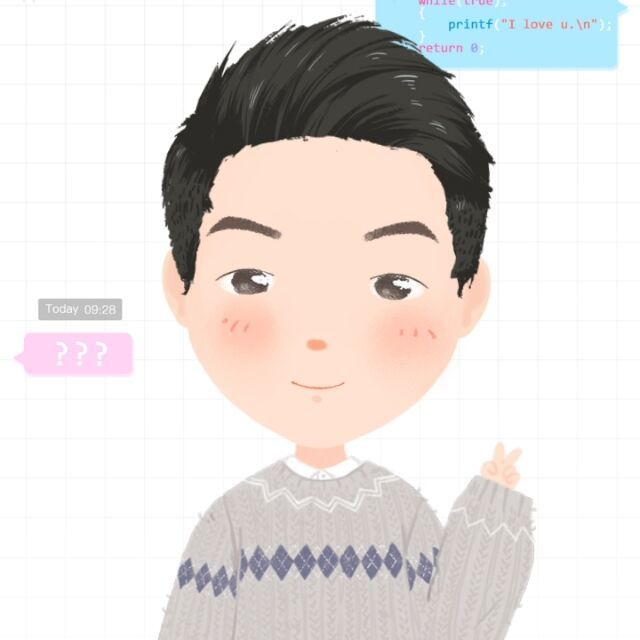 while(true);
{
printf("I love u.\n");
}
return 0;
Today 09:28
???